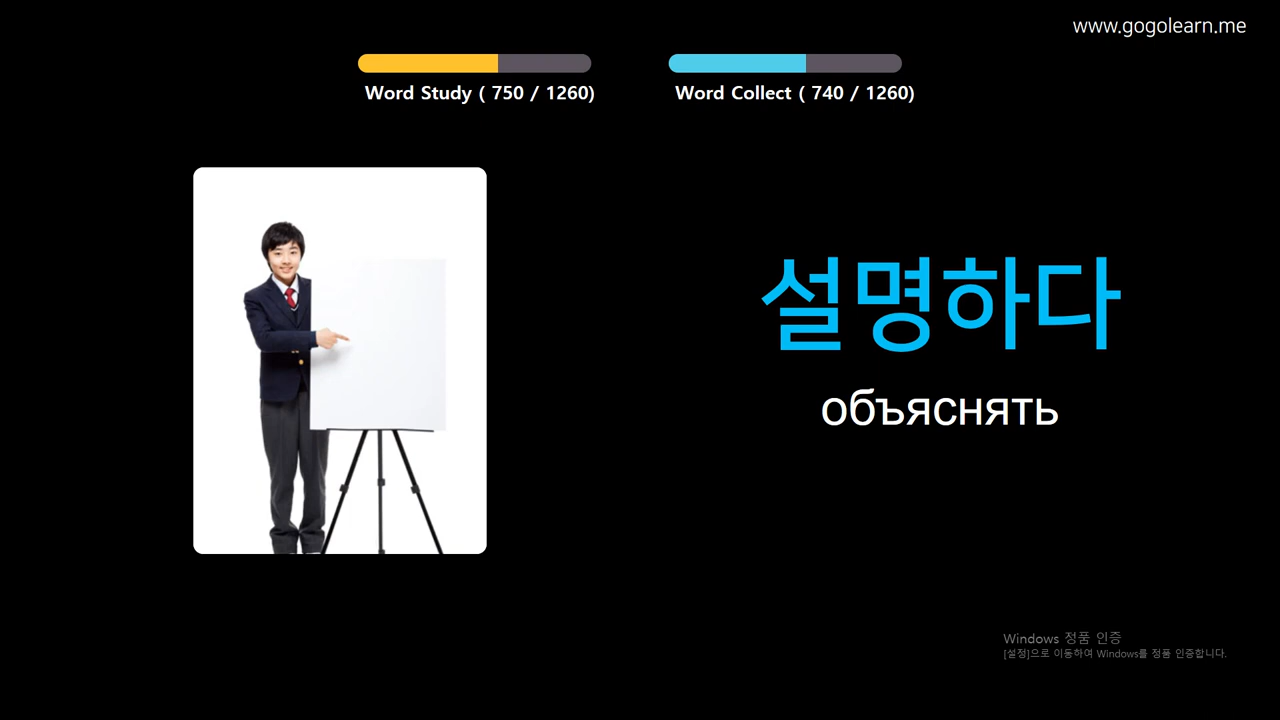 www.gogolearn.me
Word Study ( 750 / 1260)
Word Collect ( 740 / 1260)
설명하다
объяснять
Windows 정품 인증
[설정]으로 이동하여 Windows를 정품 인증합니다.